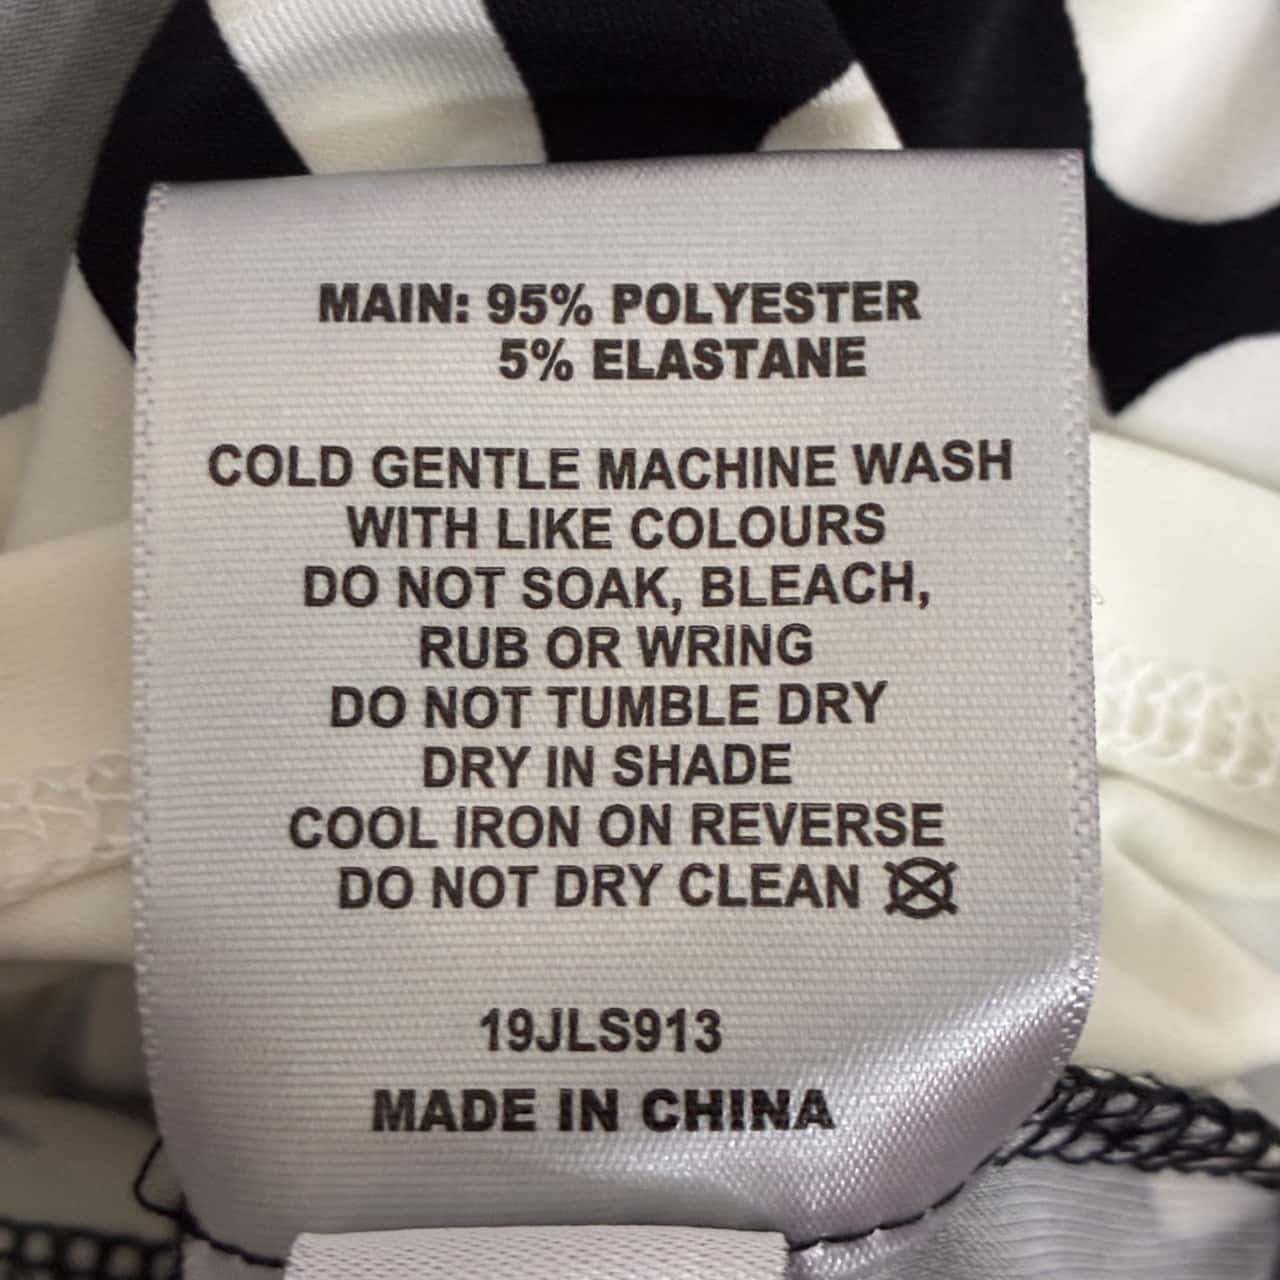 MAIN: 95% POLYESTER
5% ELASTANE
COLD GENTLE MACHINE WASH
WITH LIKE COLOURS
DO NOT SOAK, BLEACH,
RUB OR WRING
DO NOT TUMBLE DRY
DRY IN SHADE
COOL IRON ON REVERSE
DO NOT DRY CLEAN
19JLS913
MADE IN CHINA